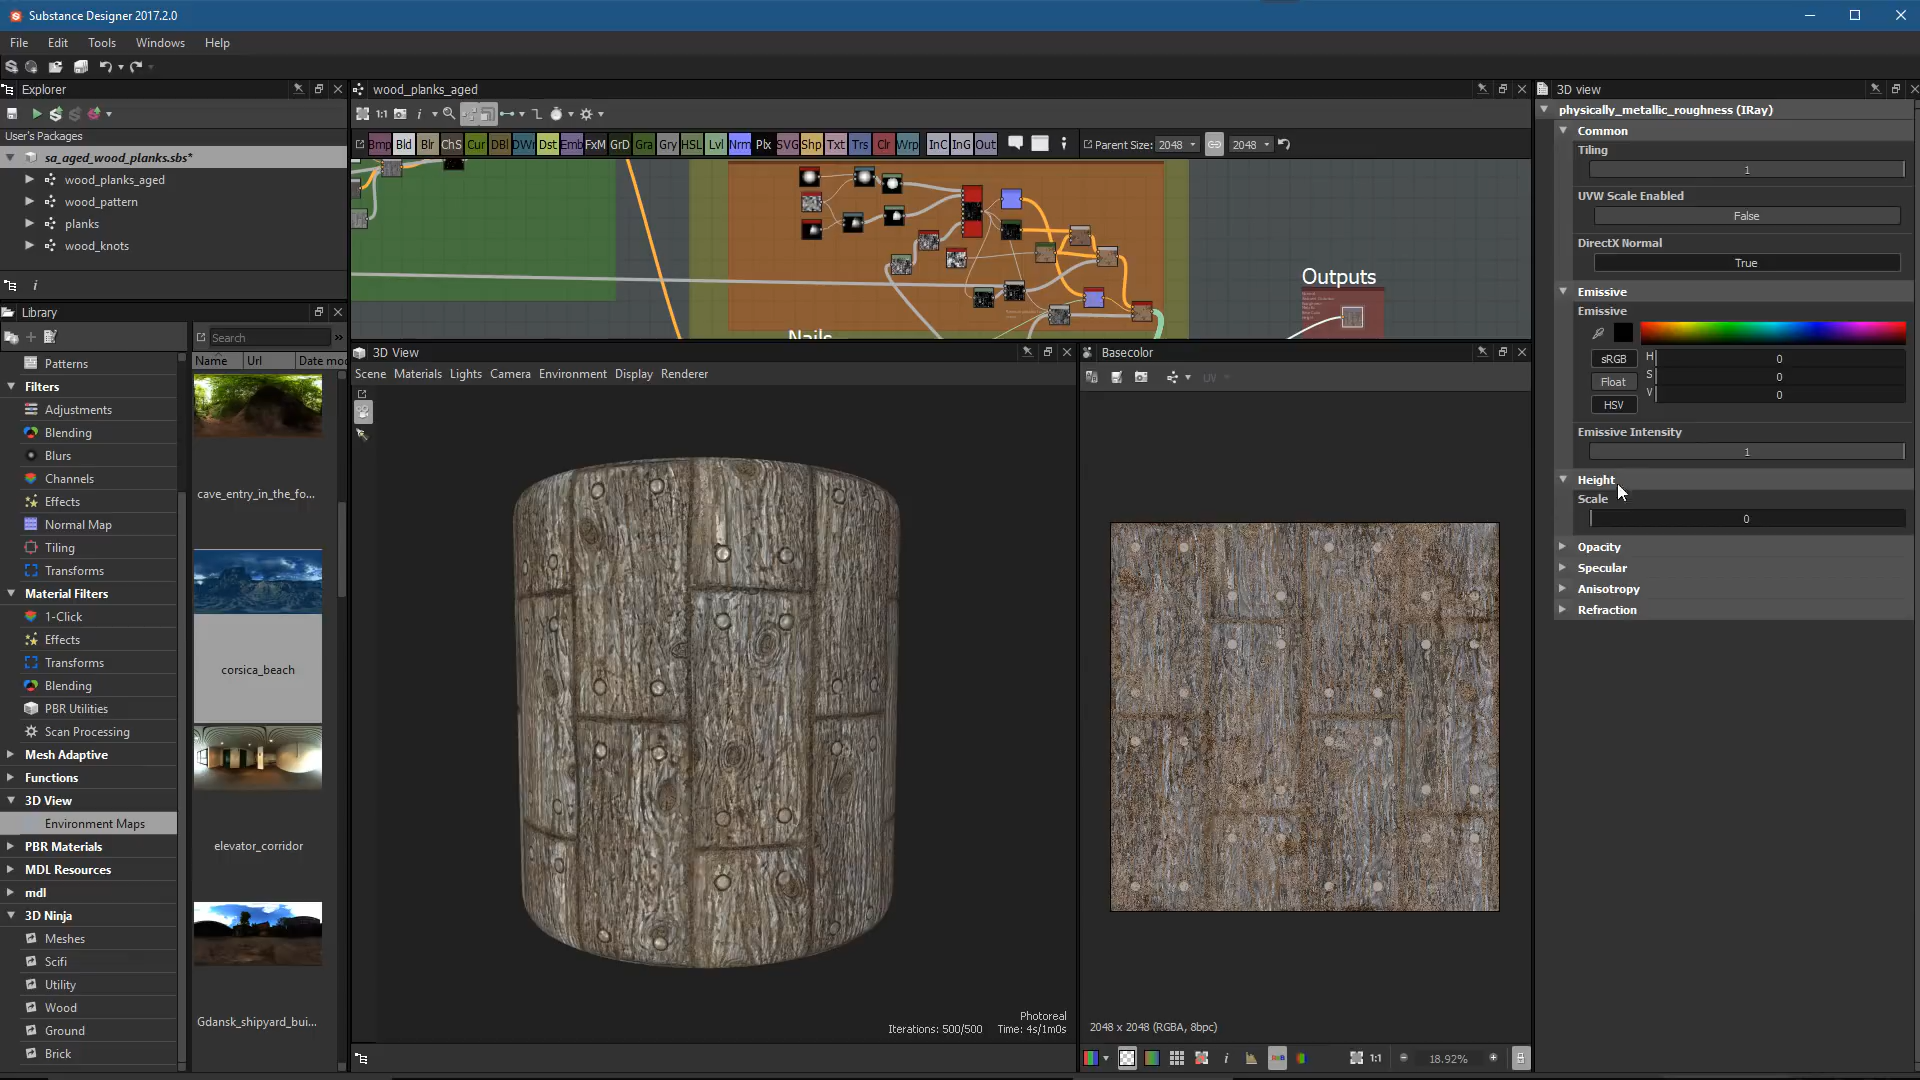 Substance Designer 2017.2.0
File Edit Tools Windows Help
Explorer
User's Packages
sa_aged_wood_planks.sbs*
wood_planks_aged
wood_pattern
planks
wood_knots
i
Library
Search
Name Url Date mod
Patterns
Filters
Adjustments
Blending
Blurs
Channels
Effects
Normal Map
Tiling
Transforms
Material Filters
1-Click
Effects
Transforms
Blending
PBR Utilities
Scan Processing
Mesh Adaptive
Functions
3D View
Environment Maps
PBR Materials
MDL Resources
mdl
3D Ninja
Meshes
Scifi
Utility
Wood
Ground
Brick
cave_entry_in_the_fo...
corsica_beach
elevator_corridor
Gdansk_shipyard_bui...
wood_planks_aged
1:1 i
Bmp Bld Blr ChS Cur DBl DWr Dst Emb FxM GrD Gra Gry HSL Lvl Nrm Plx SVG Shp Txt Trs Clr Wrp InC InG Out Parent Size: 2048 2048
Outputs
Nails
3D View
Scene Materials Lights Camera Environment Display Renderer
Photoreal
Iterations: 500/500 Time: 4s/1m0s
Basecolor
UV
2048 x 2048 (RGBA, 8bpc)
i 1:1 18.92%
3D view
physically_metallic_roughness (IRay)
Common
Tiling
1
UVW Scale Enabled
False
DirectX Normal
True
Emissive
Emissive
sRGB H 0
Float S 0
HSV V 0
Emissive Intensity
1
Height
Scale
0
Opacity
Specular
Anisotropy
Refraction